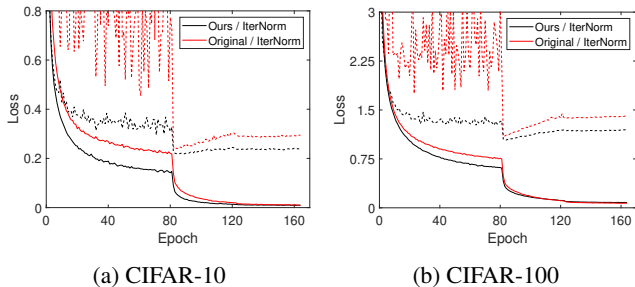 0.8
0.6
0.4
0.2
0
Loss
0 40 80 120 160
Epoch
Ours / IterNorm
Original / IterNorm
(a) CIFAR-10
3
2.25
1.5
0.75
0
Loss
0 40 80 120 160
Epoch
Ours / IterNorm
Original / IterNorm
(b) CIFAR-100